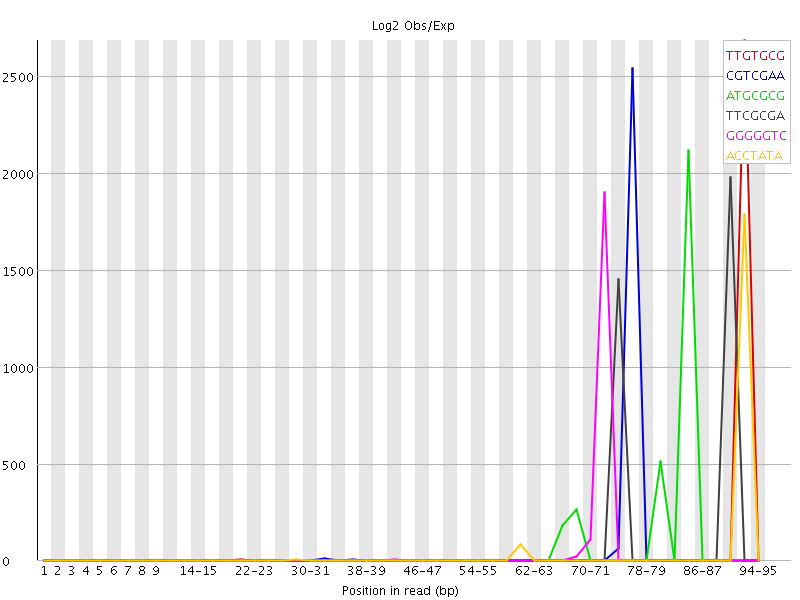 Log2 Obs/Exp
2500
2000
1500
1000
500
0
TTGTGCG
CGTCGAA
ATGCGCG
TTCGCGA
GGGGGTC
ACCTATA
1 2 3 4 5 6 7 8 9 14-15 22-23 30-31 38-39 46-47 54-55 62-63 70-71 78-79 86-87 94-95
Position in read (bp)